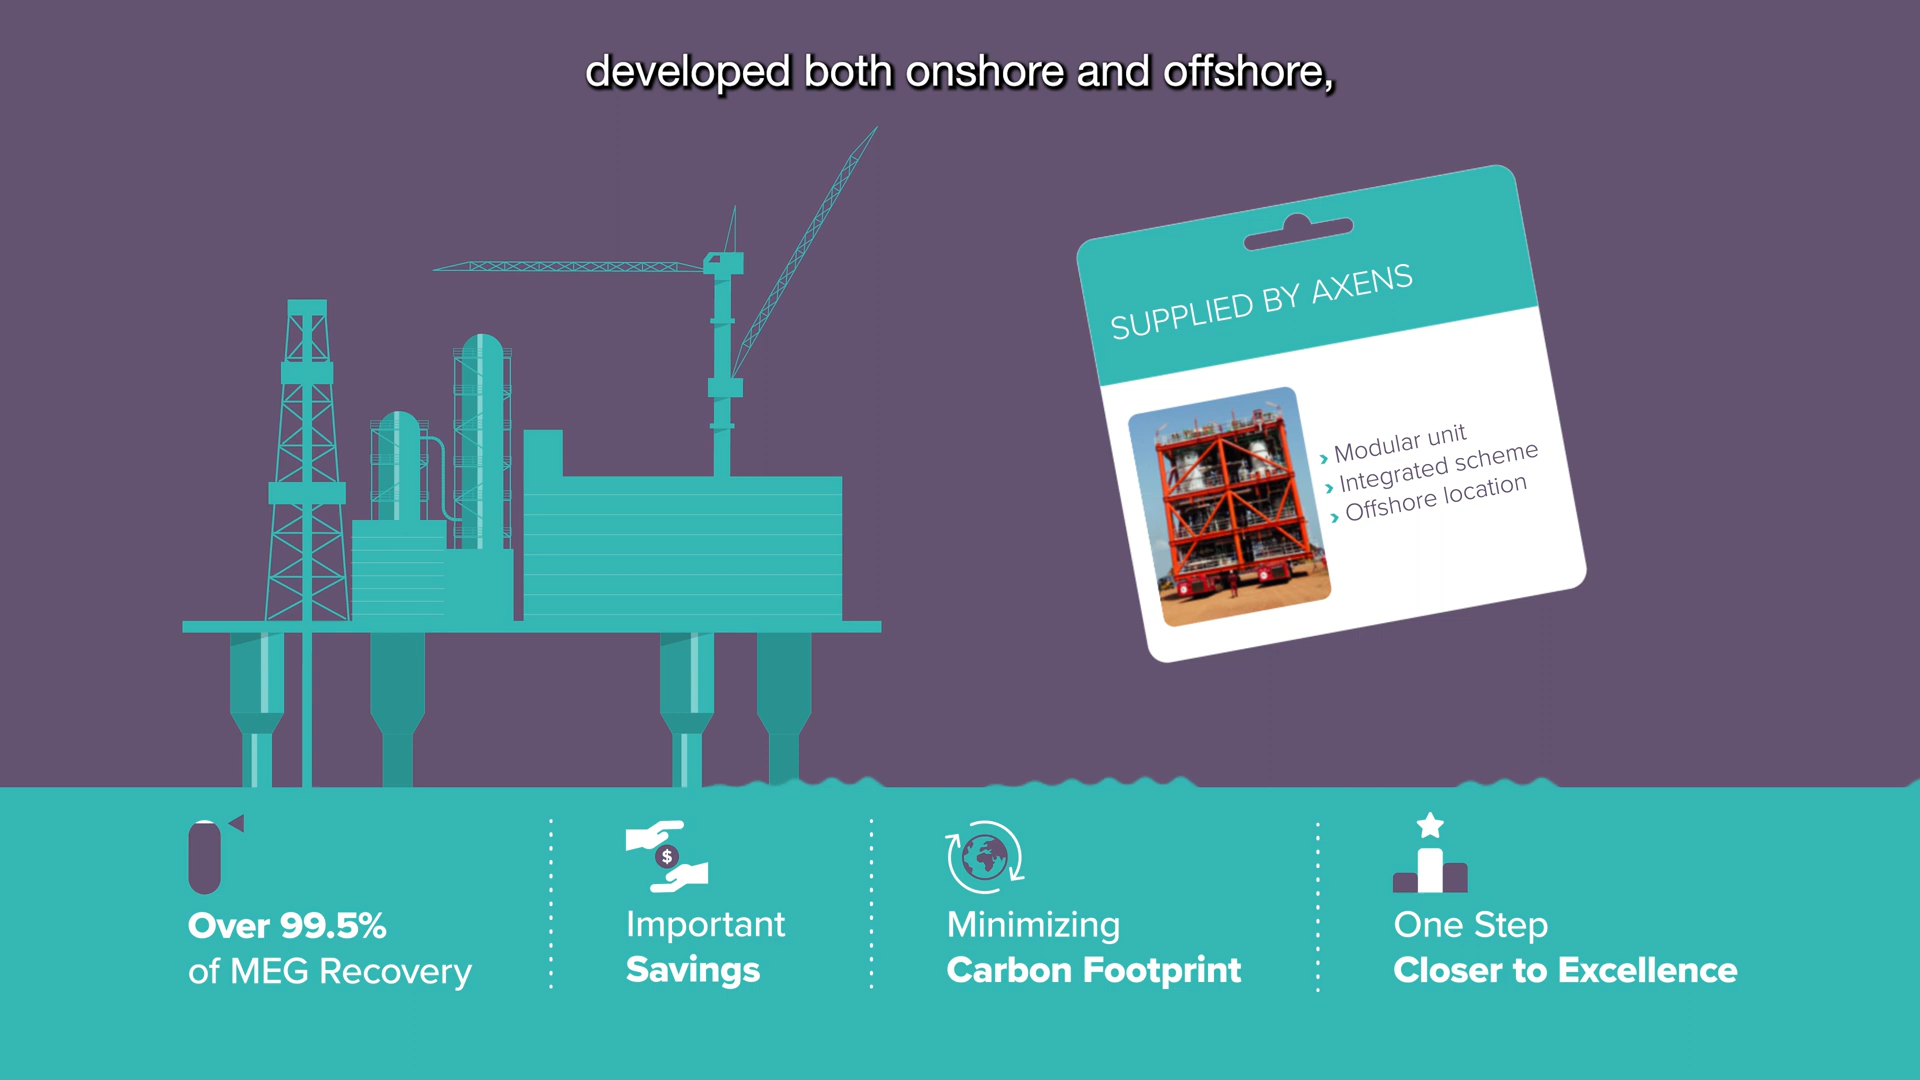 developed both onshore and offshore,
SUPPLIED BY AXENS
› Modular unit
› Integrated scheme
› Offshore location
$
Over 99.5%
of MEG Recovery
Important
Savings
Minimizing
Carbon Footprint
One Step
Closer to Excellence